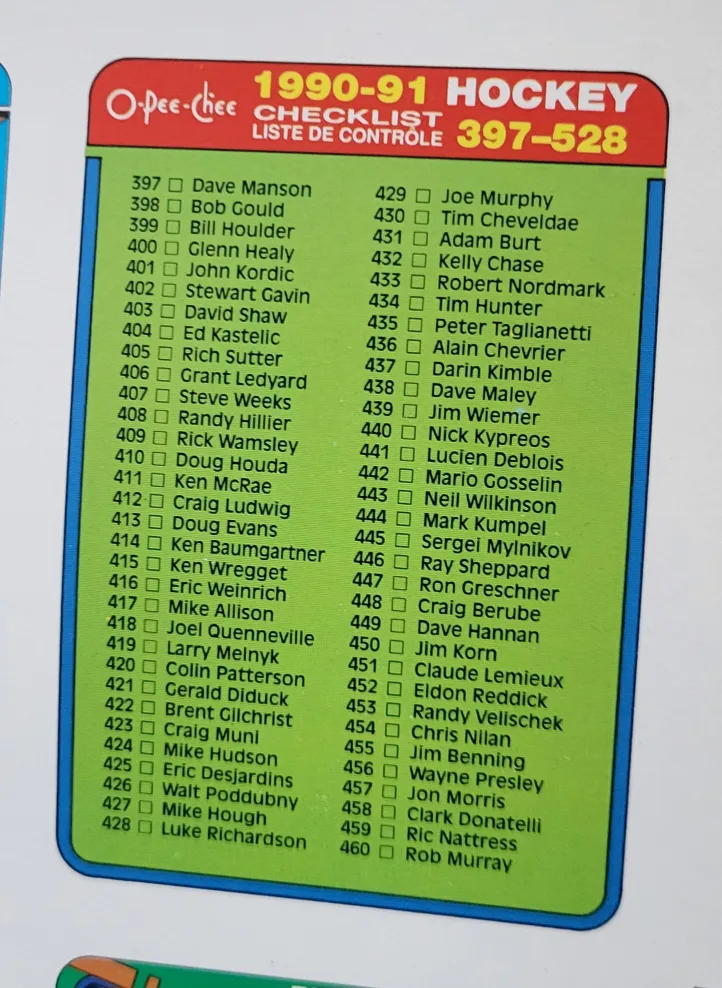 O-Pee-Chee
1990-91 HOCKEY
CHECKLIST
LISTE DE CONTRÔLE
397-528
397 Dave Manson
398 Bob Gould
399 Bill Houlder
400 Glenn Healy
401 John Kordic
402 Stewart Gavin
403 David Shaw
404 Ed Kastelic
405 Rich Sutter
406 Grant Ledyard
407 Steve Weeks
408 Randy Hillier
409 Rick Wamsley
410 Doug Houda
411 Ken McRae
412 Craig Ludwig
413 Doug Evans
414 Ken Baumgartner
415 Ken Wregget
416 Eric Weinrich
417 Mike Allison
418 Joel Quenneville
419 Larry Melnyk
420 Colin Patterson
421 Gerald Diduck
422 Brent Gilchrist
423 Craig Muni
424 Mike Hudson
425 Eric Desjardins
426 Walt Poddubny
427 Mike Hough
428 Luke Richardson
429 Joe Murphy
430 Tim Cheveldae
431 Adam Burt
432 Kelly Chase
433 Robert Nordmark
434 Tim Hunter
435 Peter Taglianetti
436 Alain Chevrier
437 Darin Kimble
438 Dave Maley
439 Jim Wiemer
440 Nick Kypreos
441 Lucien Deblois
442 Mario Gosselin
443 Neil Wilkinson
444 Mark Kumpel
445 Sergei Mylnikov
446 Ray Sheppard
447 Ron Greschner
448 Craig Berube
449 Dave Hannan
450 Jim Korn
451 Claude Lemieux
452 Eldon Reddick
453 Randy Velischek
454 Chris Nilan
455 Jim Benning
456 Wayne Presley
457 Jon Morris
458 Clark Donatelli
459 Ric Nattress
460 Rob Murray